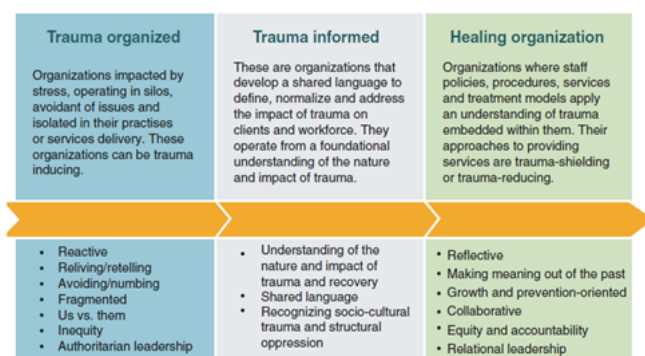 Trauma organized
Organizations impacted by
stress, operating in silos,
avoidant of issues and
isolated in their practises
or services delivery. These
organizations can be trauma
inducing.
Trauma informed
These are organizations that
develop a shared language to
define, normalize and address
the impact of trauma on
clients and workforce. They
operate from a foundational
understanding of the nature
and impact of trauma.
Healing organization
Organizations where staff
policies, procedures, services
and treatment models apply
an understanding of trauma
embedded within them. Their
approaches to providing
services are trauma-shielding
or trauma-reducing.
• Reactive
• Reliving/retelling
• Avoiding/numbing
• Fragmented
• Us vs. them
• Inequity
• Authoritarian leadership
• Understanding of the
nature and impact of
trauma and recovery
• Shared language
• Recognizing socio-cultural
trauma and structural
oppression
• Reflective
• Making meaning out of the past
• Growth and prevention-oriented
• Collaborative
• Equity and accountability
• Relational leadership